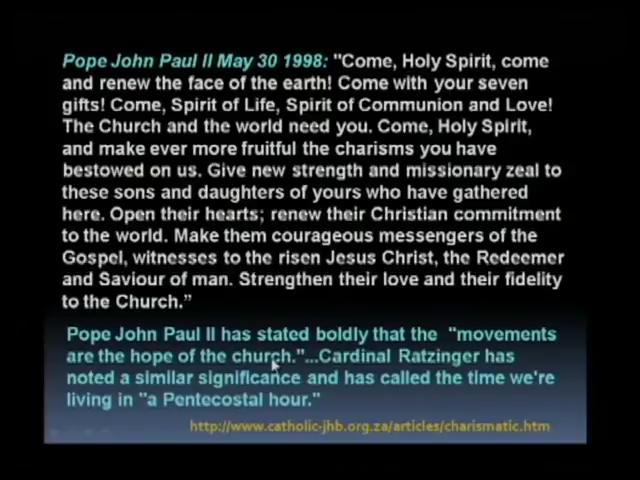 Pope John Paul II May 30 1998: "Come, Holy Spirit, come
and renew the face of the earth! Come with your seven
gifts! Come, Spirit of Life, Spirit of Communion and Love!
The Church and the world need you. Come, Holy Spirit,
and make ever more fruitful the charisms you have
bestowed on us. Give new strength and missionary zeal to
these sons and daughters of yours who have gathered
here. Open their hearts; renew their Christian commitment
to the world. Make them courageous messengers of the
Gospel, witnesses to the risen Jesus Christ, the Redeemer
and Saviour of man. Strengthen their love and their fidelity
to the Church."
Pope John Paul II has stated boldly that the "movements
are the hope of the church."...Cardinal Ratzinger has
noted a similar significance and has called the time we're
living in "a Pentecostal hour."
http://www.catholic-jhb.org.za/articles/charismatic.htm